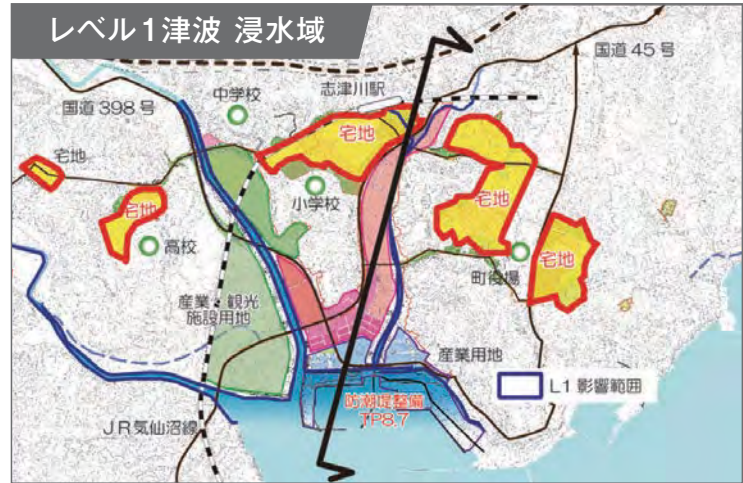 レベル1津波 浸水域
国道45号
志津川駅
中学校
国道398号
宅地
宅地
宅地
小学校
宅地
宅地
高校
町役場
産業・観光
施設用地
産業用地
防潮堤整備
TP8.7
L1影響範囲
JR気仙沼線